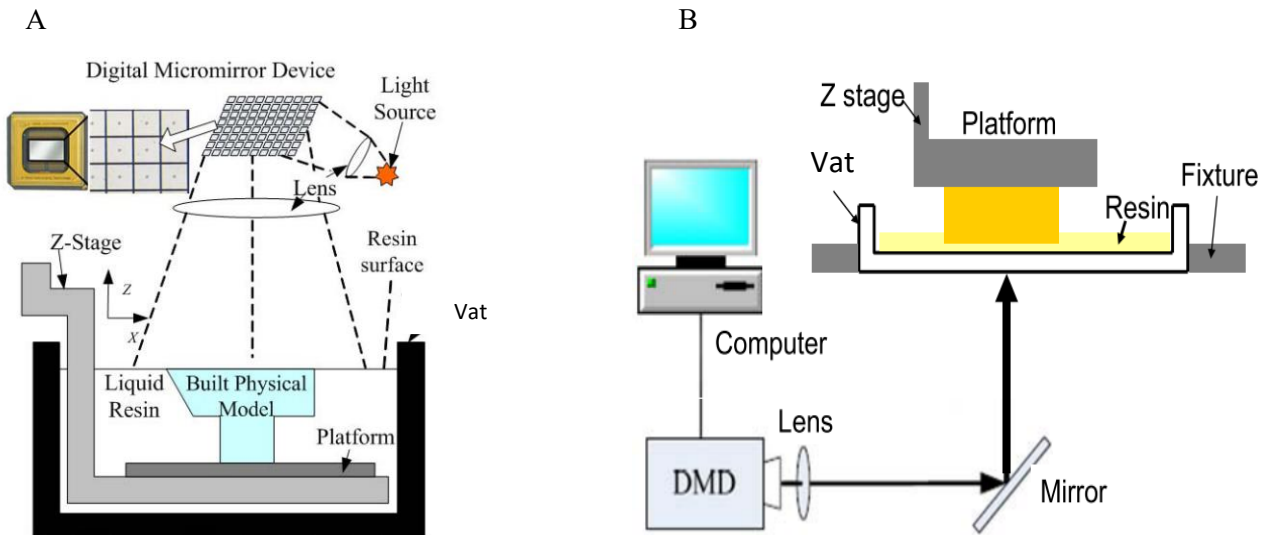 A
Digital Micromirror Device
Light
Source
Lens
Z-Stage
Z
X
Resin
surface
Vat
Liquid
Resin
Built Physical
Model
Platform
B
Z stage
Platform
Vat
Fixture
Resin
Computer
Lens
DMD
Mirror